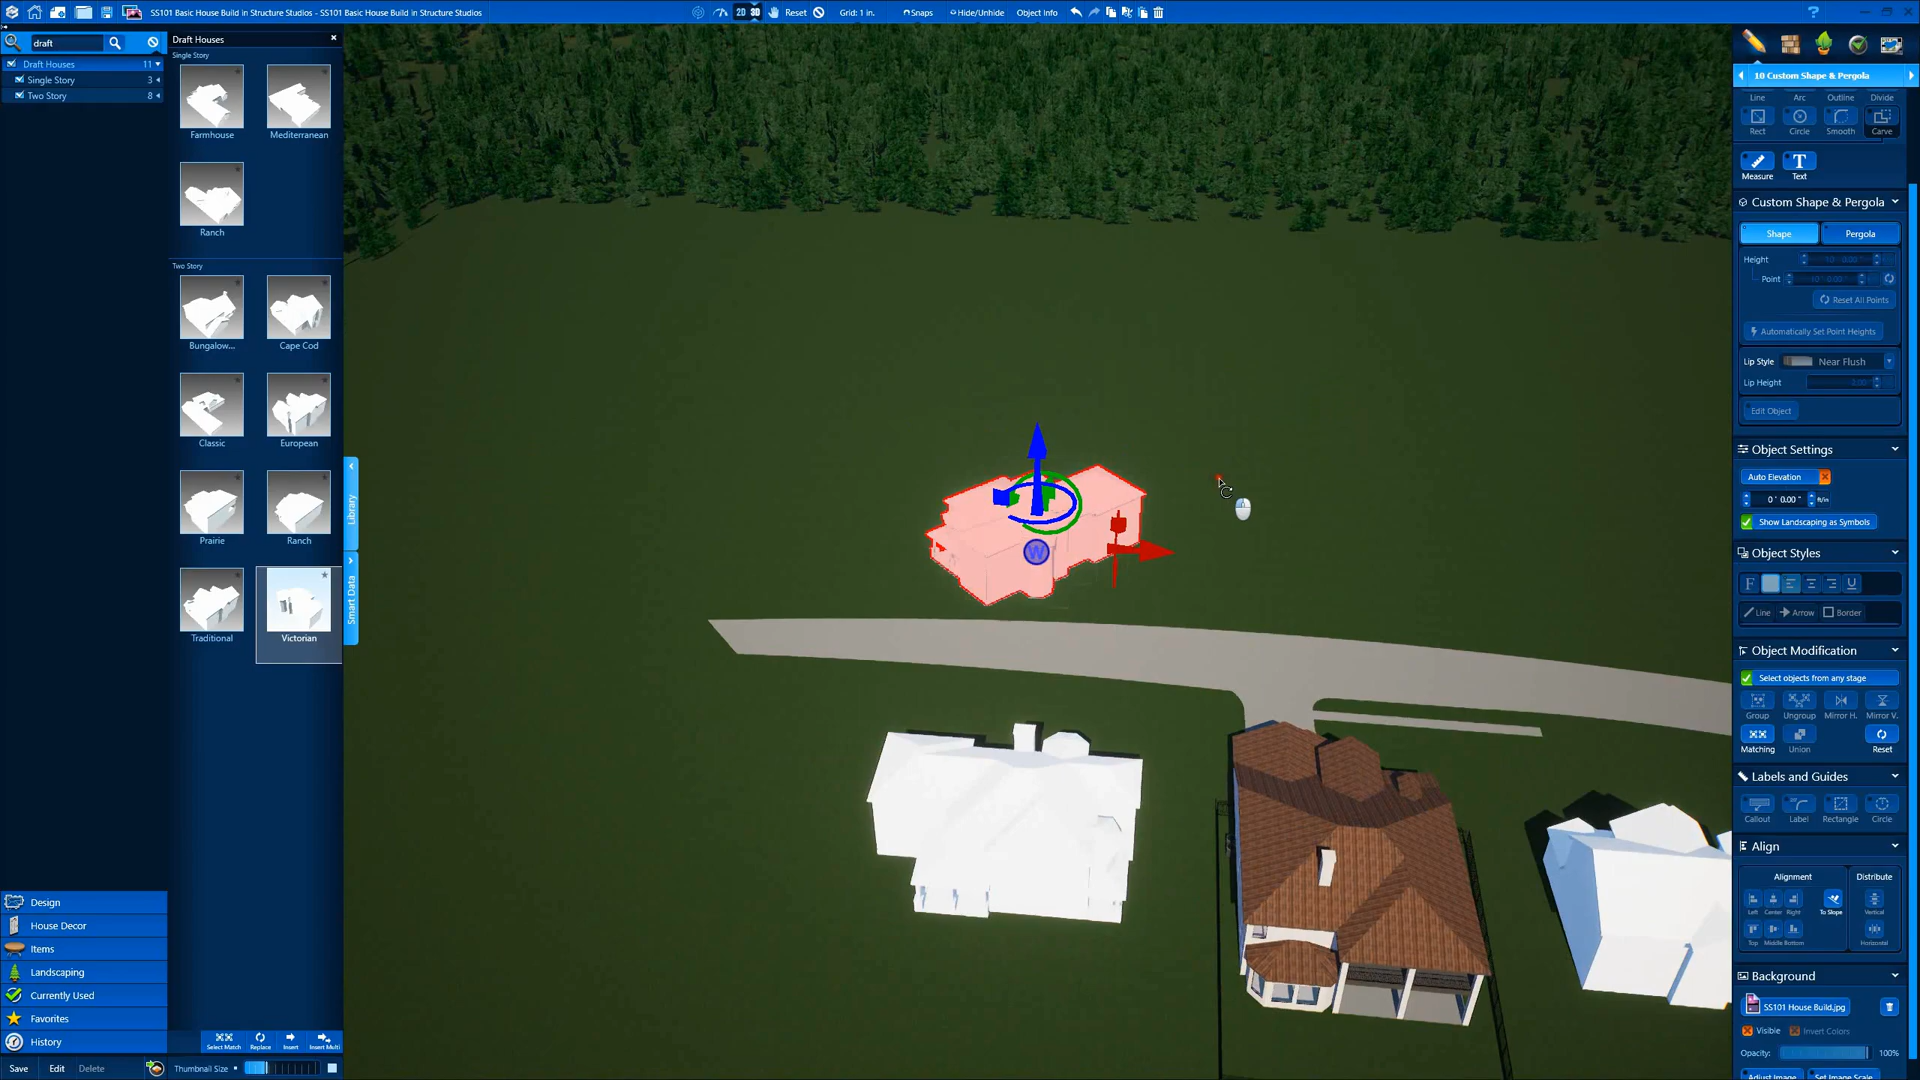 SS101 Basic House Build in Structure Studios - SS101 Basic House Build in Structure Studios
2D 3D Reset Grid: 1 in. Snaps Hide/Unhide Object Info
draft
Draft Houses 11
Single Story 3
Two Story 8
Draft Houses
Single Story
Farmhouse Mediterranean
Ranch
Two Story
Bungalow... Cape Cod
Classic European
Prairie Ranch
Traditional Victorian
Library
Smart Data
Design
House Decor
Items
Landscaping
Currently Used
Favorites
History
Select Match Replace Insert Insert Multi
Save Edit Delete Thumbnail Size
W
10 Custom Shape & Pergola
Line Arc Outline Divide
Rect Circle Smooth Carve
Measure Text
Custom Shape & Pergola
Shape Pergola
Height
Point
Reset All Points
Automatically Set Point Heights
Lip Style Near Flush
Lip Height
Edit Object
Object Settings
Auto Elevation
0 ' 0.00 " ft/in
Show Landscaping as Symbols
Object Styles
F U
Line Arrow Border
Object Modification
Select objects from any stage
Group Ungroup Mirror H. Mirror V.
Matching Union Reset
Labels and Guides
Callout Label Rectangle Circle
Align
Alignment Distribute
Left Center Right To Slope Vertical
Top Middle Bottom Horizontal
Background
SS101 House Build.jpg
Visible Invert Colors
Opacity: 100%
Adjust Image Set Image Scale